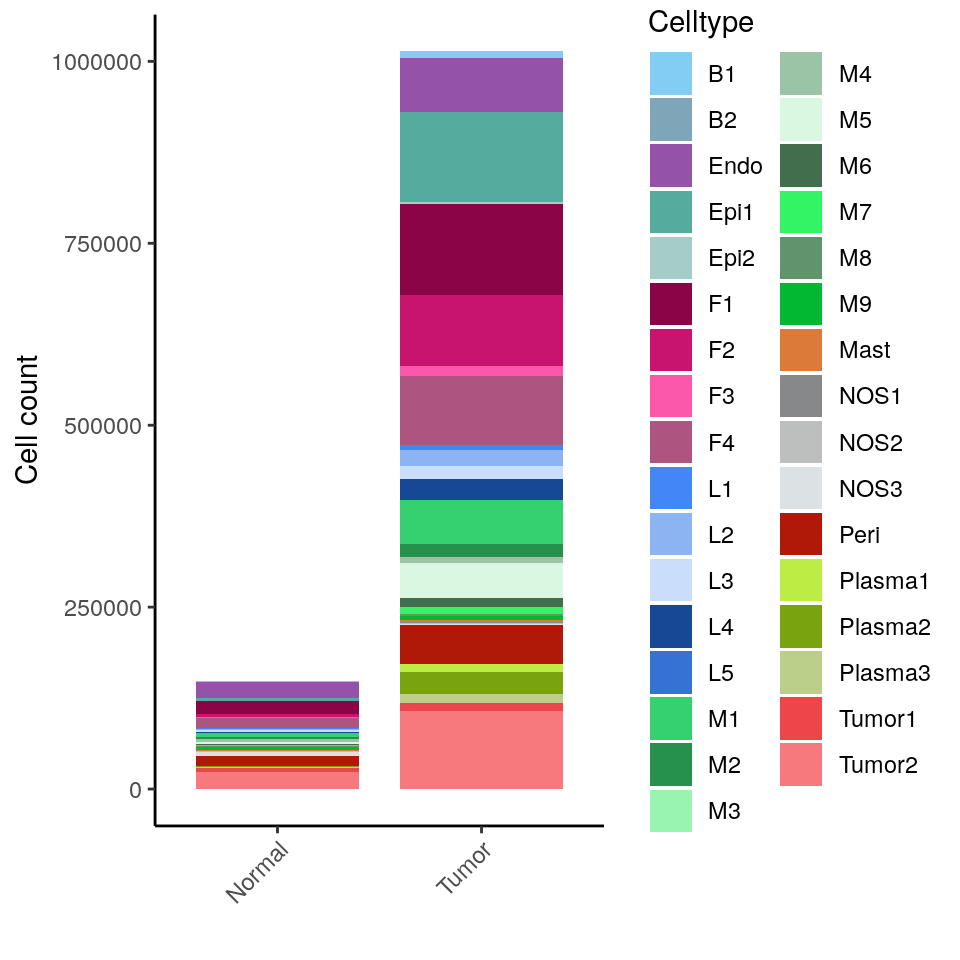 Celltype
B1
B2
Endo
Epi1
Epi2
F1
F2
F3
F4
L1
L2
L3
L4
L5
M1
M2
M3
M4
M5
M6
M7
M8
M9
Mast
NOS1
NOS2
NOS3
Peri
Plasma1
Plasma2
Plasma3
Tumor1
Tumor2
Cell count
1000000
750000
500000
250000
0
Normal
Tumor